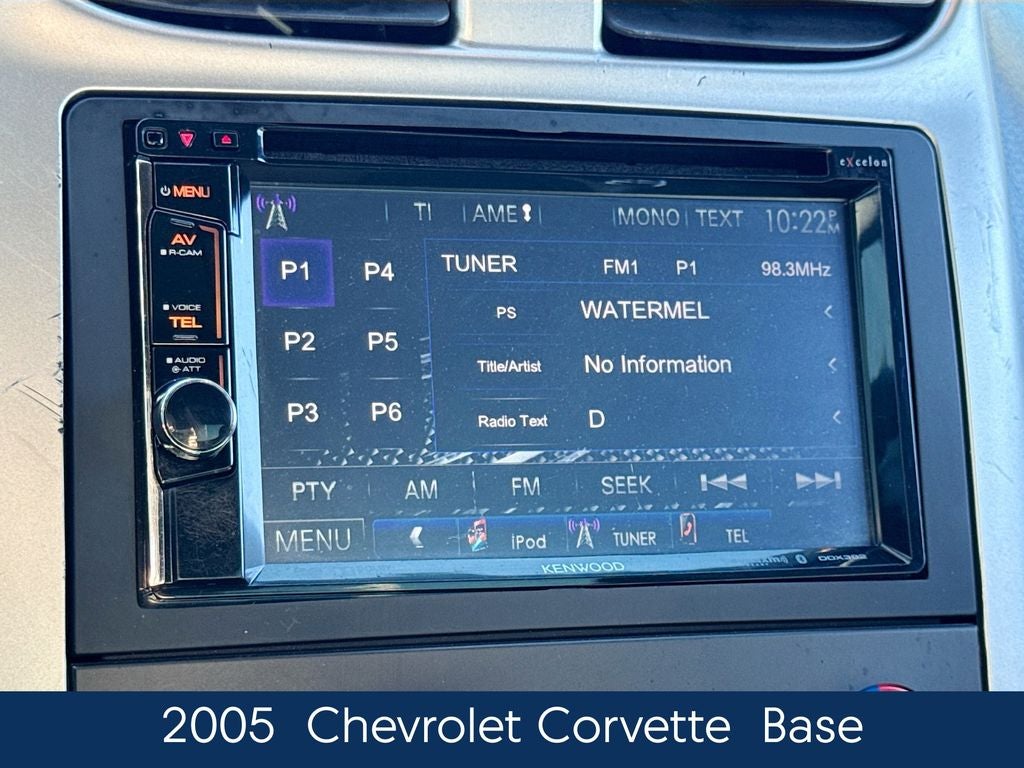 eXcelon
MENU
TI AME MONO TEXT 10:22PM
AV
R-CAM
P1 P4 TUNER FM1 P1 98.3MHz
VOICE
TEL
PS WATERMEL
P2 P5
AUDIO
ATT
Title/Artist No Information
P3 P6 Radio Text D
PTY AM FM SEEK
MENU iPod TUNER TEL
KENWOOD DDX392
2005 Chevrolet Corvette Base